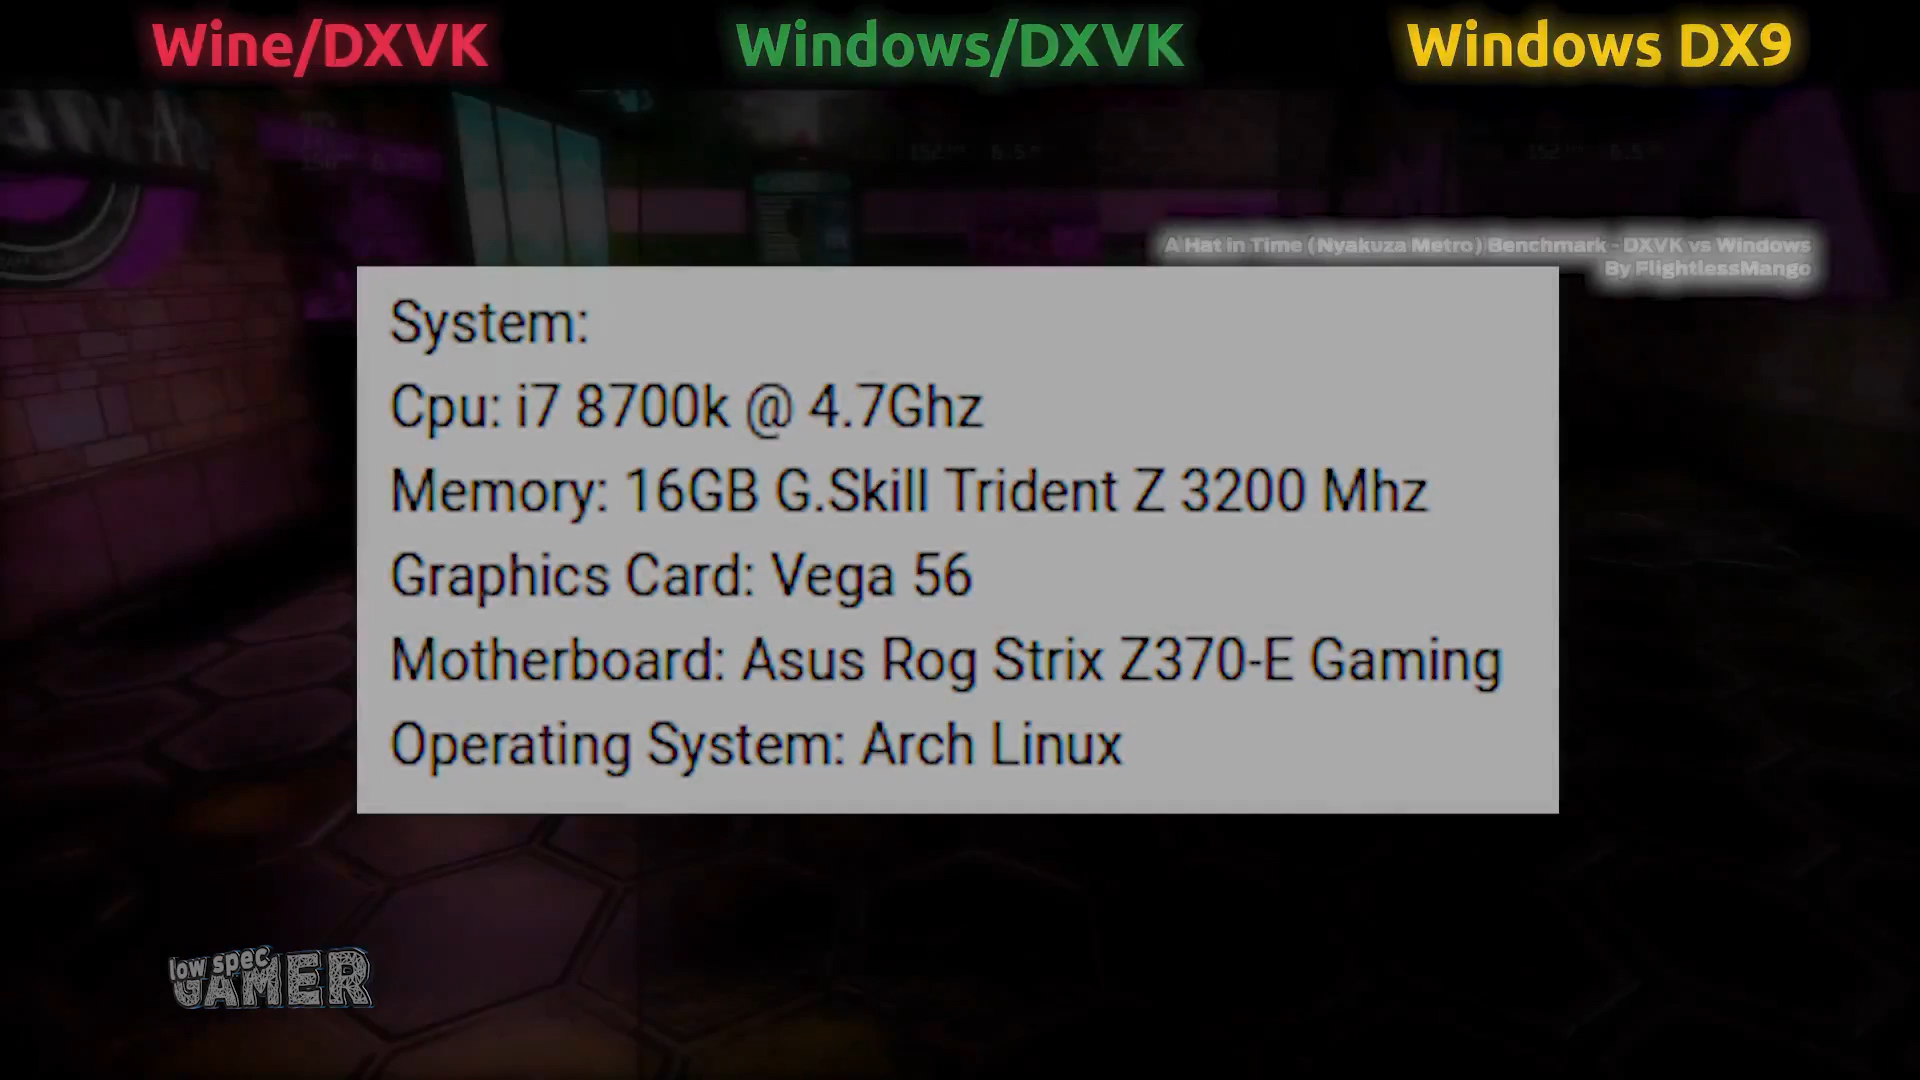 Wine/DXVK
Windows/DXVK
Windows DX9
A Hat in Time (Nyakuza Metro) Benchmark - DXVK vs Windows
By FlightlessMango
System:
Cpu: i7 8700k @ 4.7Ghz
Memory: 16GB G.Skill Trident Z 3200 Mhz
Graphics Card: Vega 56
Motherboard: Asus Rog Strix Z370-E Gaming
Operating System: Arch Linux
low spec
GAMER